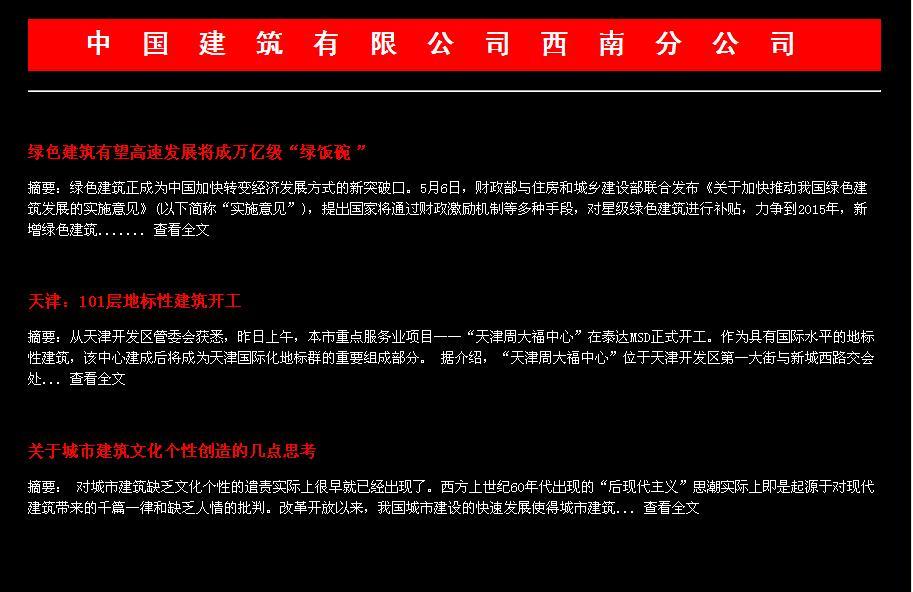 中国建筑有限公司西南分公司
绿色建筑有望高速发展将成万亿级“绿饭碗 ”
摘要：绿色建筑正成为中国加快转变经济发展方式的新突破口。5月6日，财政部与住房和城乡建设部联合发布《关于加快推动我国绿色建
筑发展的实施意见》(以下简称“实施意见”)，提出国家将通过财政激励机制等多种手段，对星级绿色建筑进行补贴，力争到2015年，新
增绿色建筑....... 查看全文
天津：101层地标性建筑开工
摘要：从天津开发区管委会获悉，昨日上午，本市重点服务业项目——“天津周大福中心”在泰达MSD正式开工。作为具有国际水平的地标
性建筑，该中心建成后将成为天津国际化地标群的重要组成部分。 据介绍，“天津周大福中心”位于天津开发区第一大街与新城西路交会
处... 查看全文
关于城市建筑文化个性创造的几点思考
摘要： 对城市建筑缺乏文化个性的谴责实际上很早就已经出现了。西方上世纪60年代出现的“后现代主义”思潮实际上即是起源于对现代
建筑带来的千篇一律和缺乏人情的批判。改革开放以来，我国城市建设的快速发展使得城市建筑... 查看全文